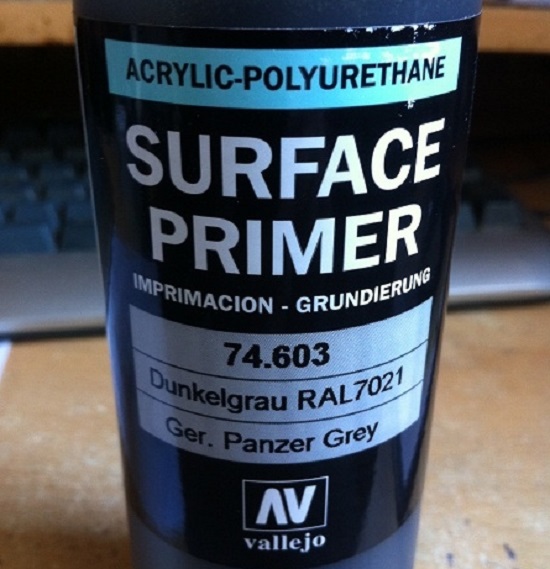 ACRYLIC-POLYURETHANE
SURFACE
PRIMER
IMPRIMACION - GRUNDIERUNG
74.603
Dunkelgrau RAL7021
Ger. Panzer Grey
AV
vallejo